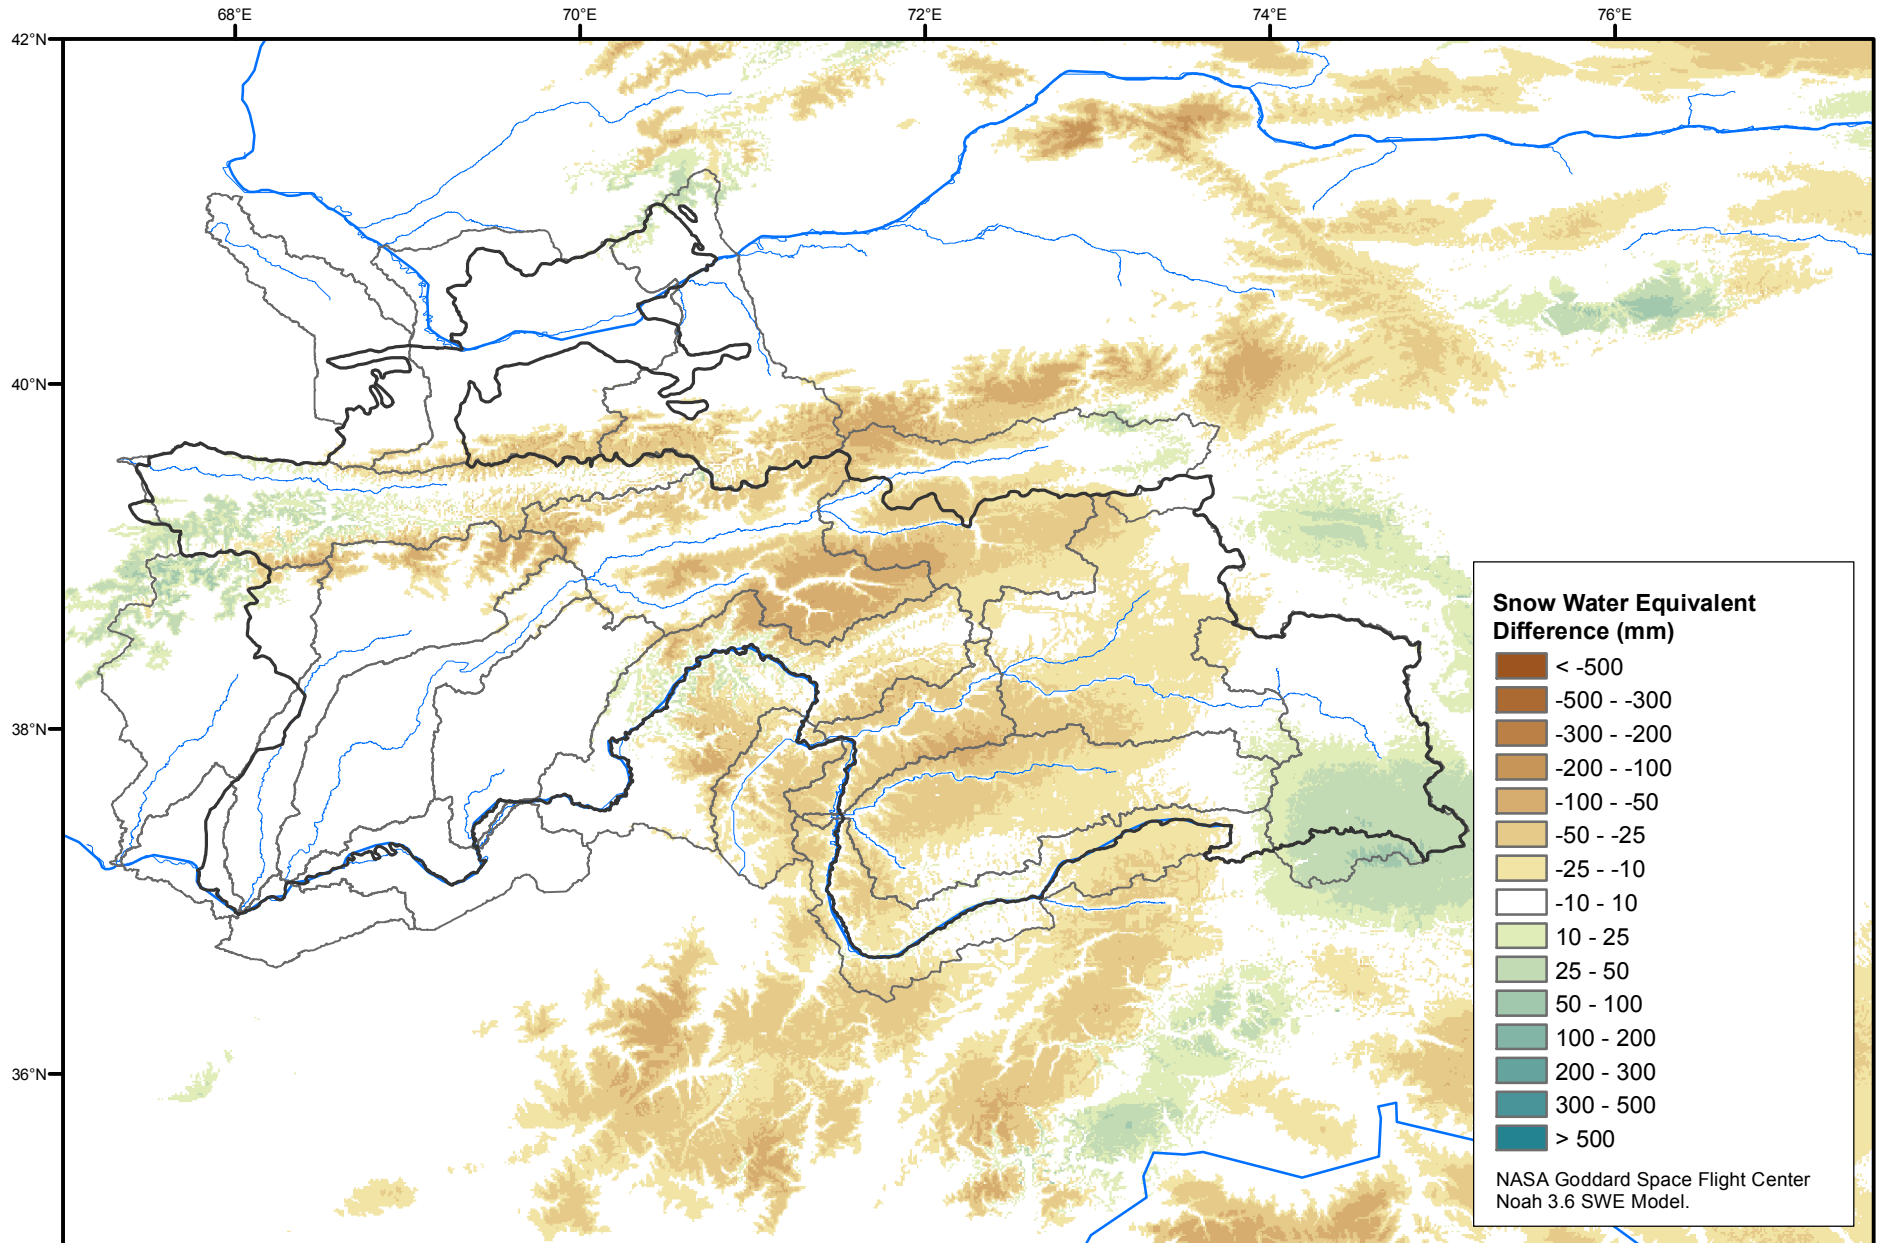 68°E 70°E 72°E 74°E 76°E
42°N
40°N
38°N
36°N
Snow Water Equivalent
Difference (mm)
< -500
-500 - -300
-300 - -200
-200 - -100
-100 - -50
-50 - -25
-25 - -10
-10 - 10
10 - 25
25 - 50
50 - 100
100 - 200
200 - 300
300 - 500
> 500
NASA Goddard Space Flight Center
Noah 3.6 SWE Model.